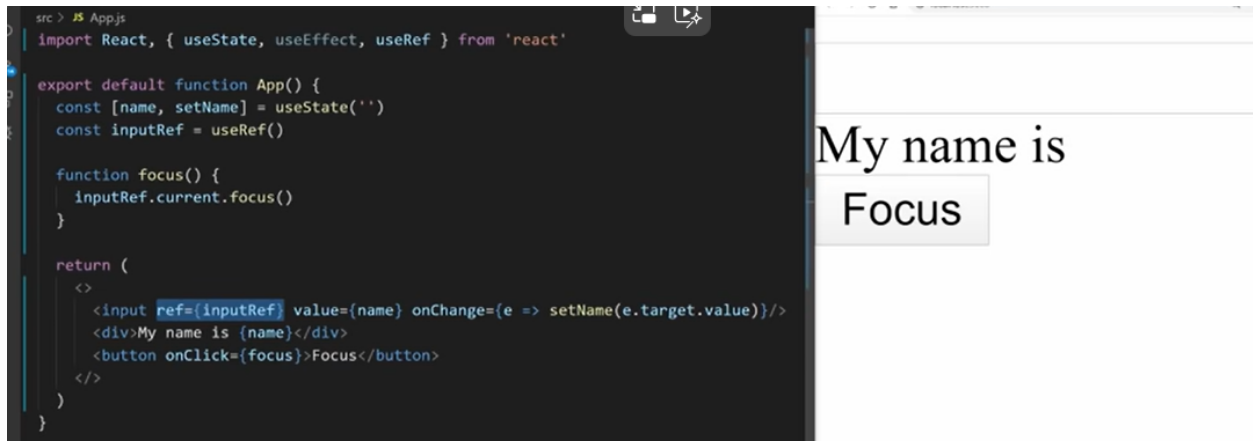 src > JS App.js
import React, { useState, useEffect, useRef } from 'react'
export default function App() {
const [name, setName] = useState('')
const inputRef = useRef()
function focus() {
inputRef.current.focus()
}
return (
<>
<input ref={inputRef} value={name} onChange={e => setName(e.target.value)}/>
<div>My name is {name}</div>
<button onClick={focus}>Focus</button>
</>
)
}
My name is
Focus